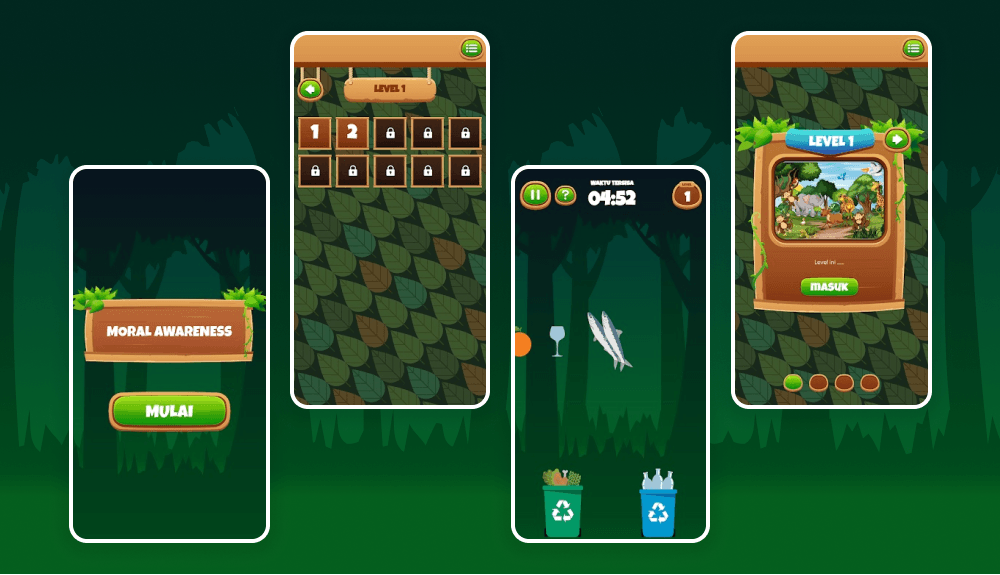 MORAL AWARENESS
MULAI
LEVEL 1
1
2
WAKTU TERSISA
04:52
?
1
LEVEL 1
Level ini ....
MASUK